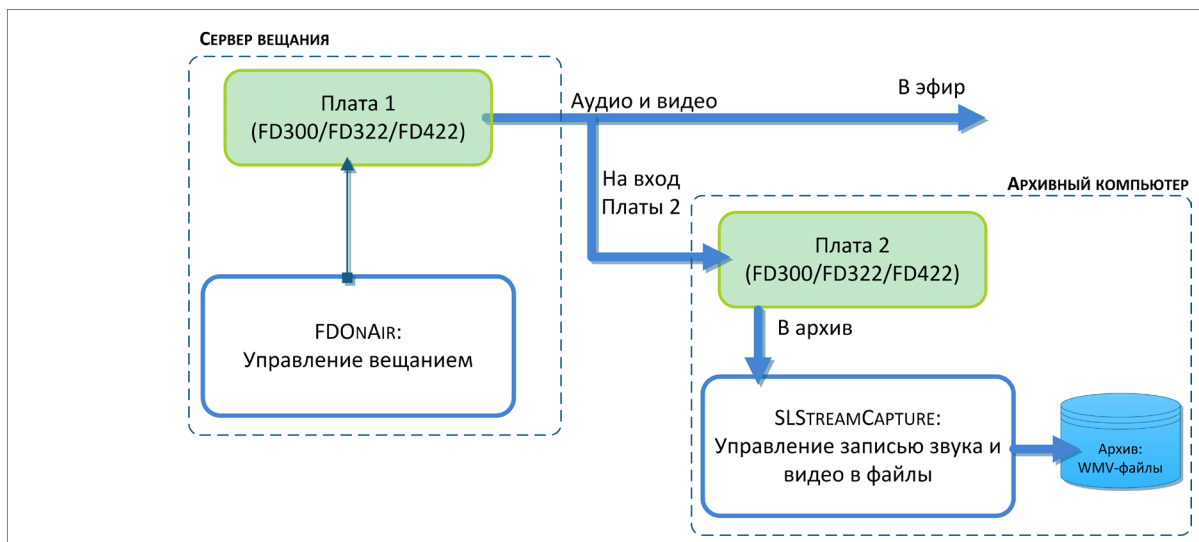 Сервер вещания
Плата 1
(FD300/FD322/FD422)
Аудио и видео
В эфир
На вход
Платы 2
Архивный компьютер
Плата 2
(FD300/FD322/FD422)
FDOnAir:
Управление вещанием
В архив
SLStreamCapture:
Управление записью звука и
видео в файлы
Архив:
WMV-файлы